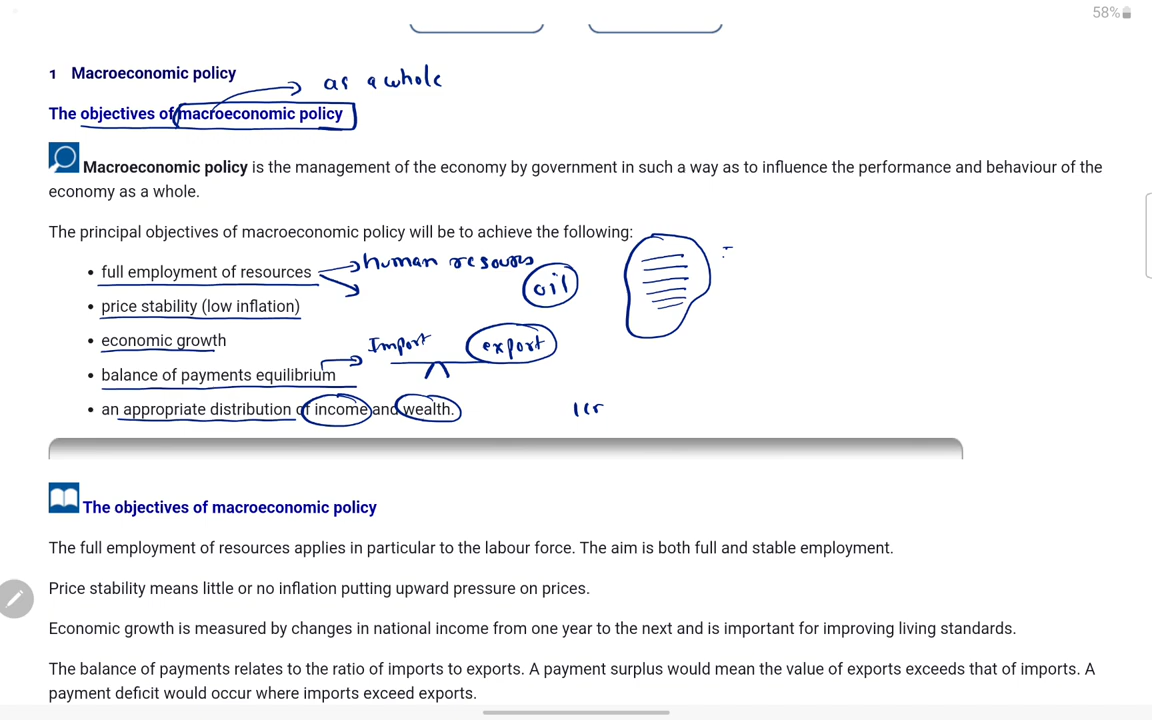 58%
1 Macroeconomic policy
as a whole
The objectives of macroeconomic policy
Macroeconomic policy is the management of the economy by government in such a way as to influence the performance and behaviour of the
economy as a whole.
The principal objectives of macroeconomic policy will be to achieve the following:
• full employment of resources
human resours
oil
• price stability (low inflation)
• economic growth
Import export
• balance of payments equilibrium
• an appropriate distribution of income and wealth.
The objectives of macroeconomic policy
The full employment of resources applies in particular to the labour force. The aim is both full and stable employment.
Price stability means little or no inflation putting upward pressure on prices.
Economic growth is measured by changes in national income from one year to the next and is important for improving living standards.
The balance of payments relates to the ratio of imports to exports. A payment surplus would mean the value of exports exceeds that of imports. A
payment deficit would occur where imports exceed exports.